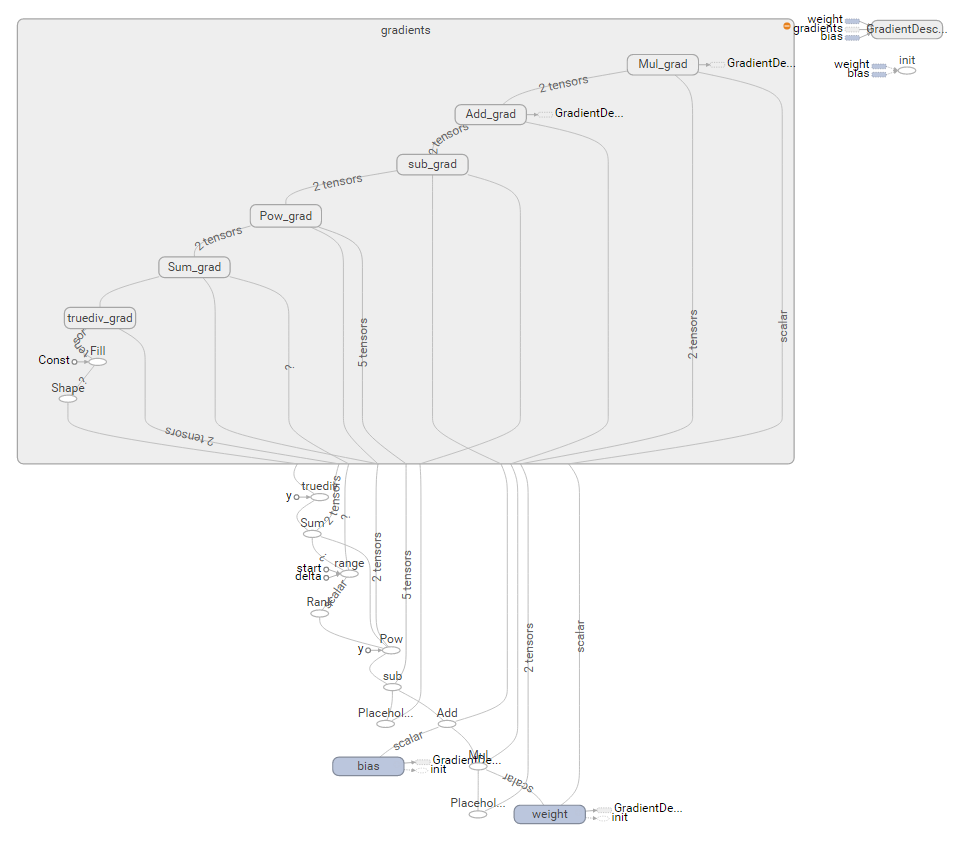 gradients
weight
gradients
bias
GradientDesc...
init
weight
bias
Mul_grad
GradientDe...
2 tensors
Add_grad
GradientDe...
2 tensors
sub_grad
2 tensors
Pow_grad
2 tensors
Sum_grad
truediv_grad
Fill
Const
?
Shape
2 tensors
?
5 tensors
2 tensors
scalar
truediv
y
2 tensors
?
Sum
?
range
start
delta
scalar
Rank
2 tensors
5 tensors
Pow
y
sub
Placehol...
Add
scalar
2 tensors
scalar
bias
GradientDe...
init
Mul
scalar
Placehol...
weight
GradientDe...
init